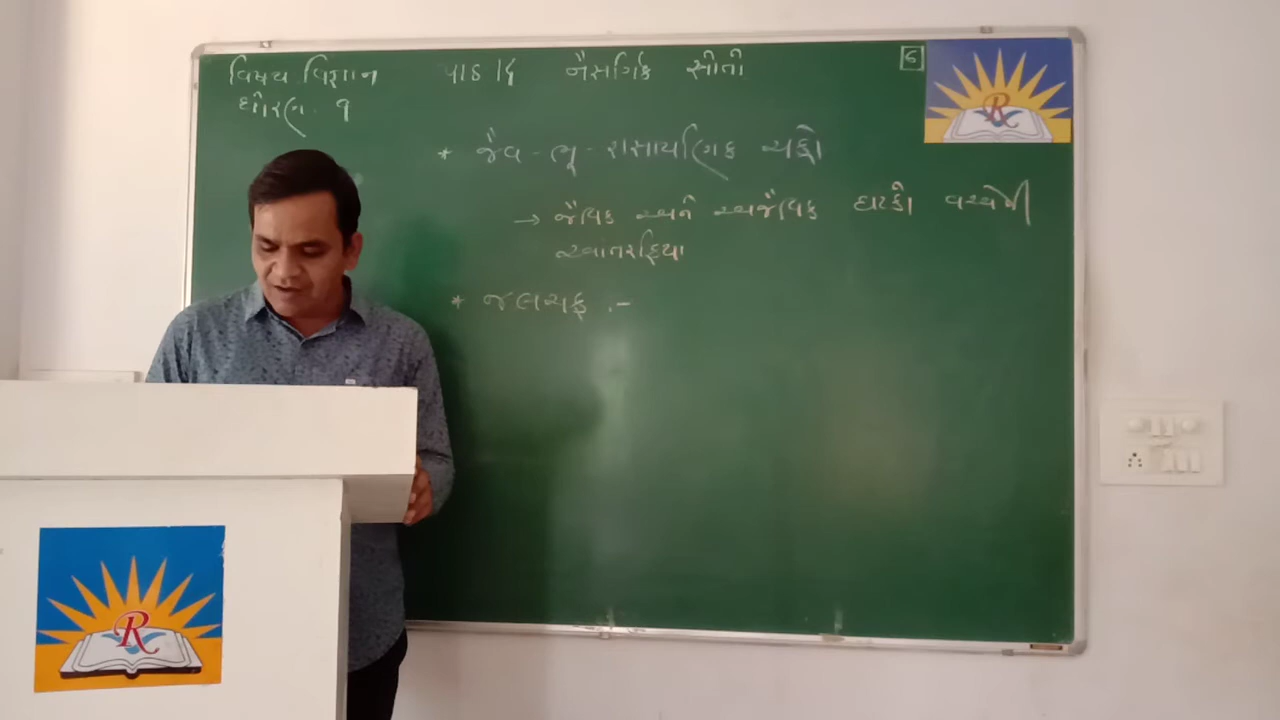 વિષય વિજ્ઞાન પાઠ 14 નૈસર્ગિક સ્ત્રોતો
ધોરણ. 9
6
* જૈવ - ભૂ - રાસાયણિક ચક્રો
→ જૈવિક અને અજૈવિક ઘટકો વચ્ચેની
આંતરક્રિયા
* જલચક્ર :-
R
R